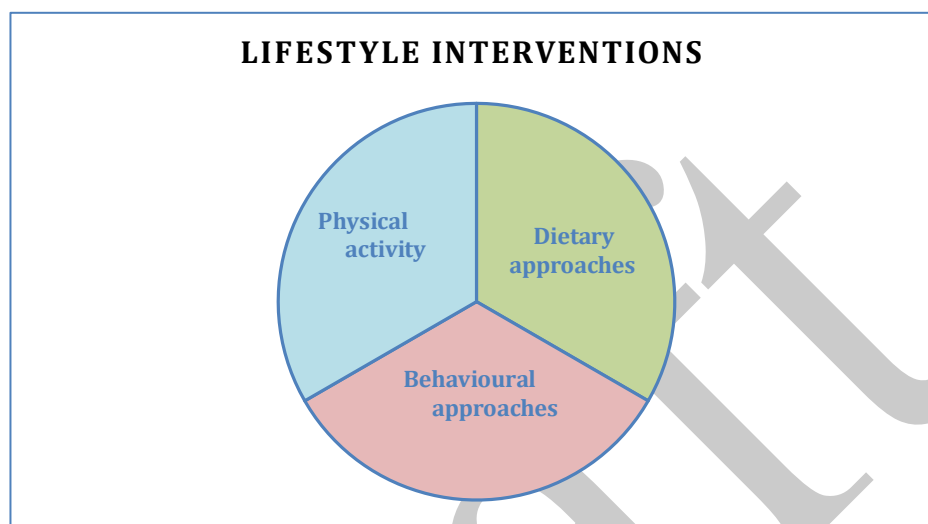 LIFESTYLE INTERVENTIONS
Physical
activity
Dietary
approaches
Behavioural
approaches